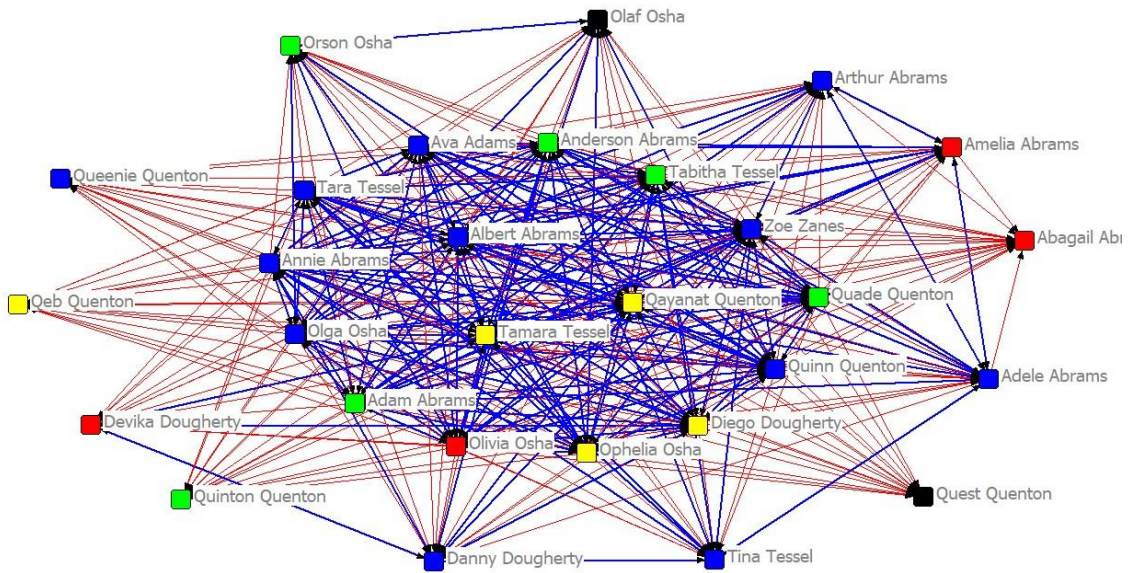 Olaf Osha
Orson Osha
Arthur Abrams
Ava Adams
Anderson Abrams
Amelia Abrams
Tabitha Tessel
Queenie Quenton
Tara Tessel
Albert Abrams
Zoe Zanes
Abagail Abr
Annie Abrams
Qeb Quenton
Qayanat Quenton
Quade Quenton
Olga Osha
Tamara Tessel
Quinn Quenton
Adele Abrams
Adam Abrams
Devika Dougherty
Diego Dougherty
Olivia Osha
Ophelia Osha
Quinton Quenton
Quest Quenton
Danny Dougherty
Tina Tessel